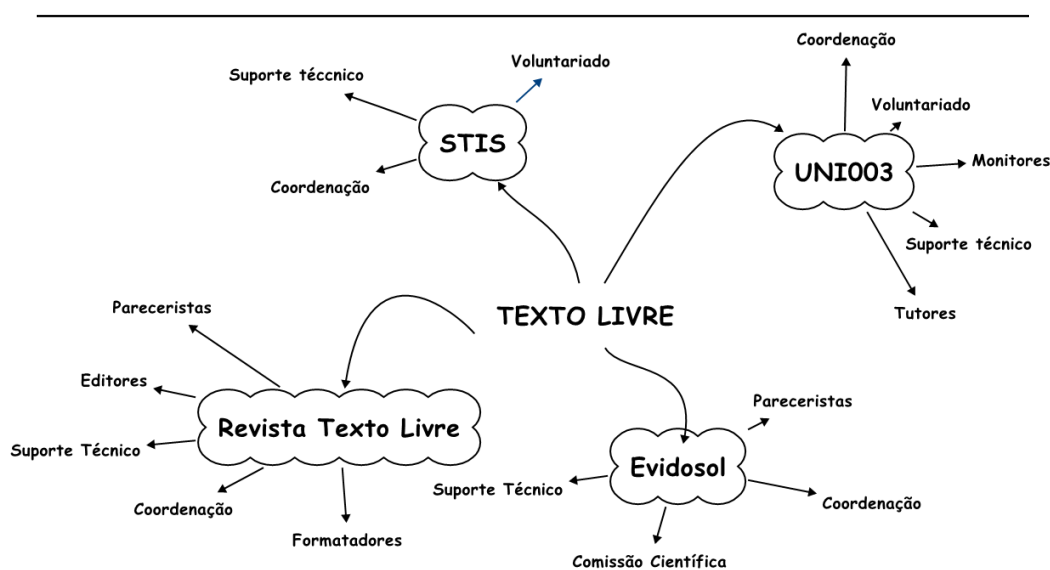 Coordenação
Voluntariado
Suporte téccnico
Voluntariado
STIS
Monitores
UNI003
Coordenação
Suporte técnico
Pareceristas
TEXTO LIVRE
Tutores
Editores
Pareceristas
Revista Texto Livre
Suporte Técnico
Evidosol
Suporte Técnico
Coordenação
Coordenação
Formatadores
Comissão Científica